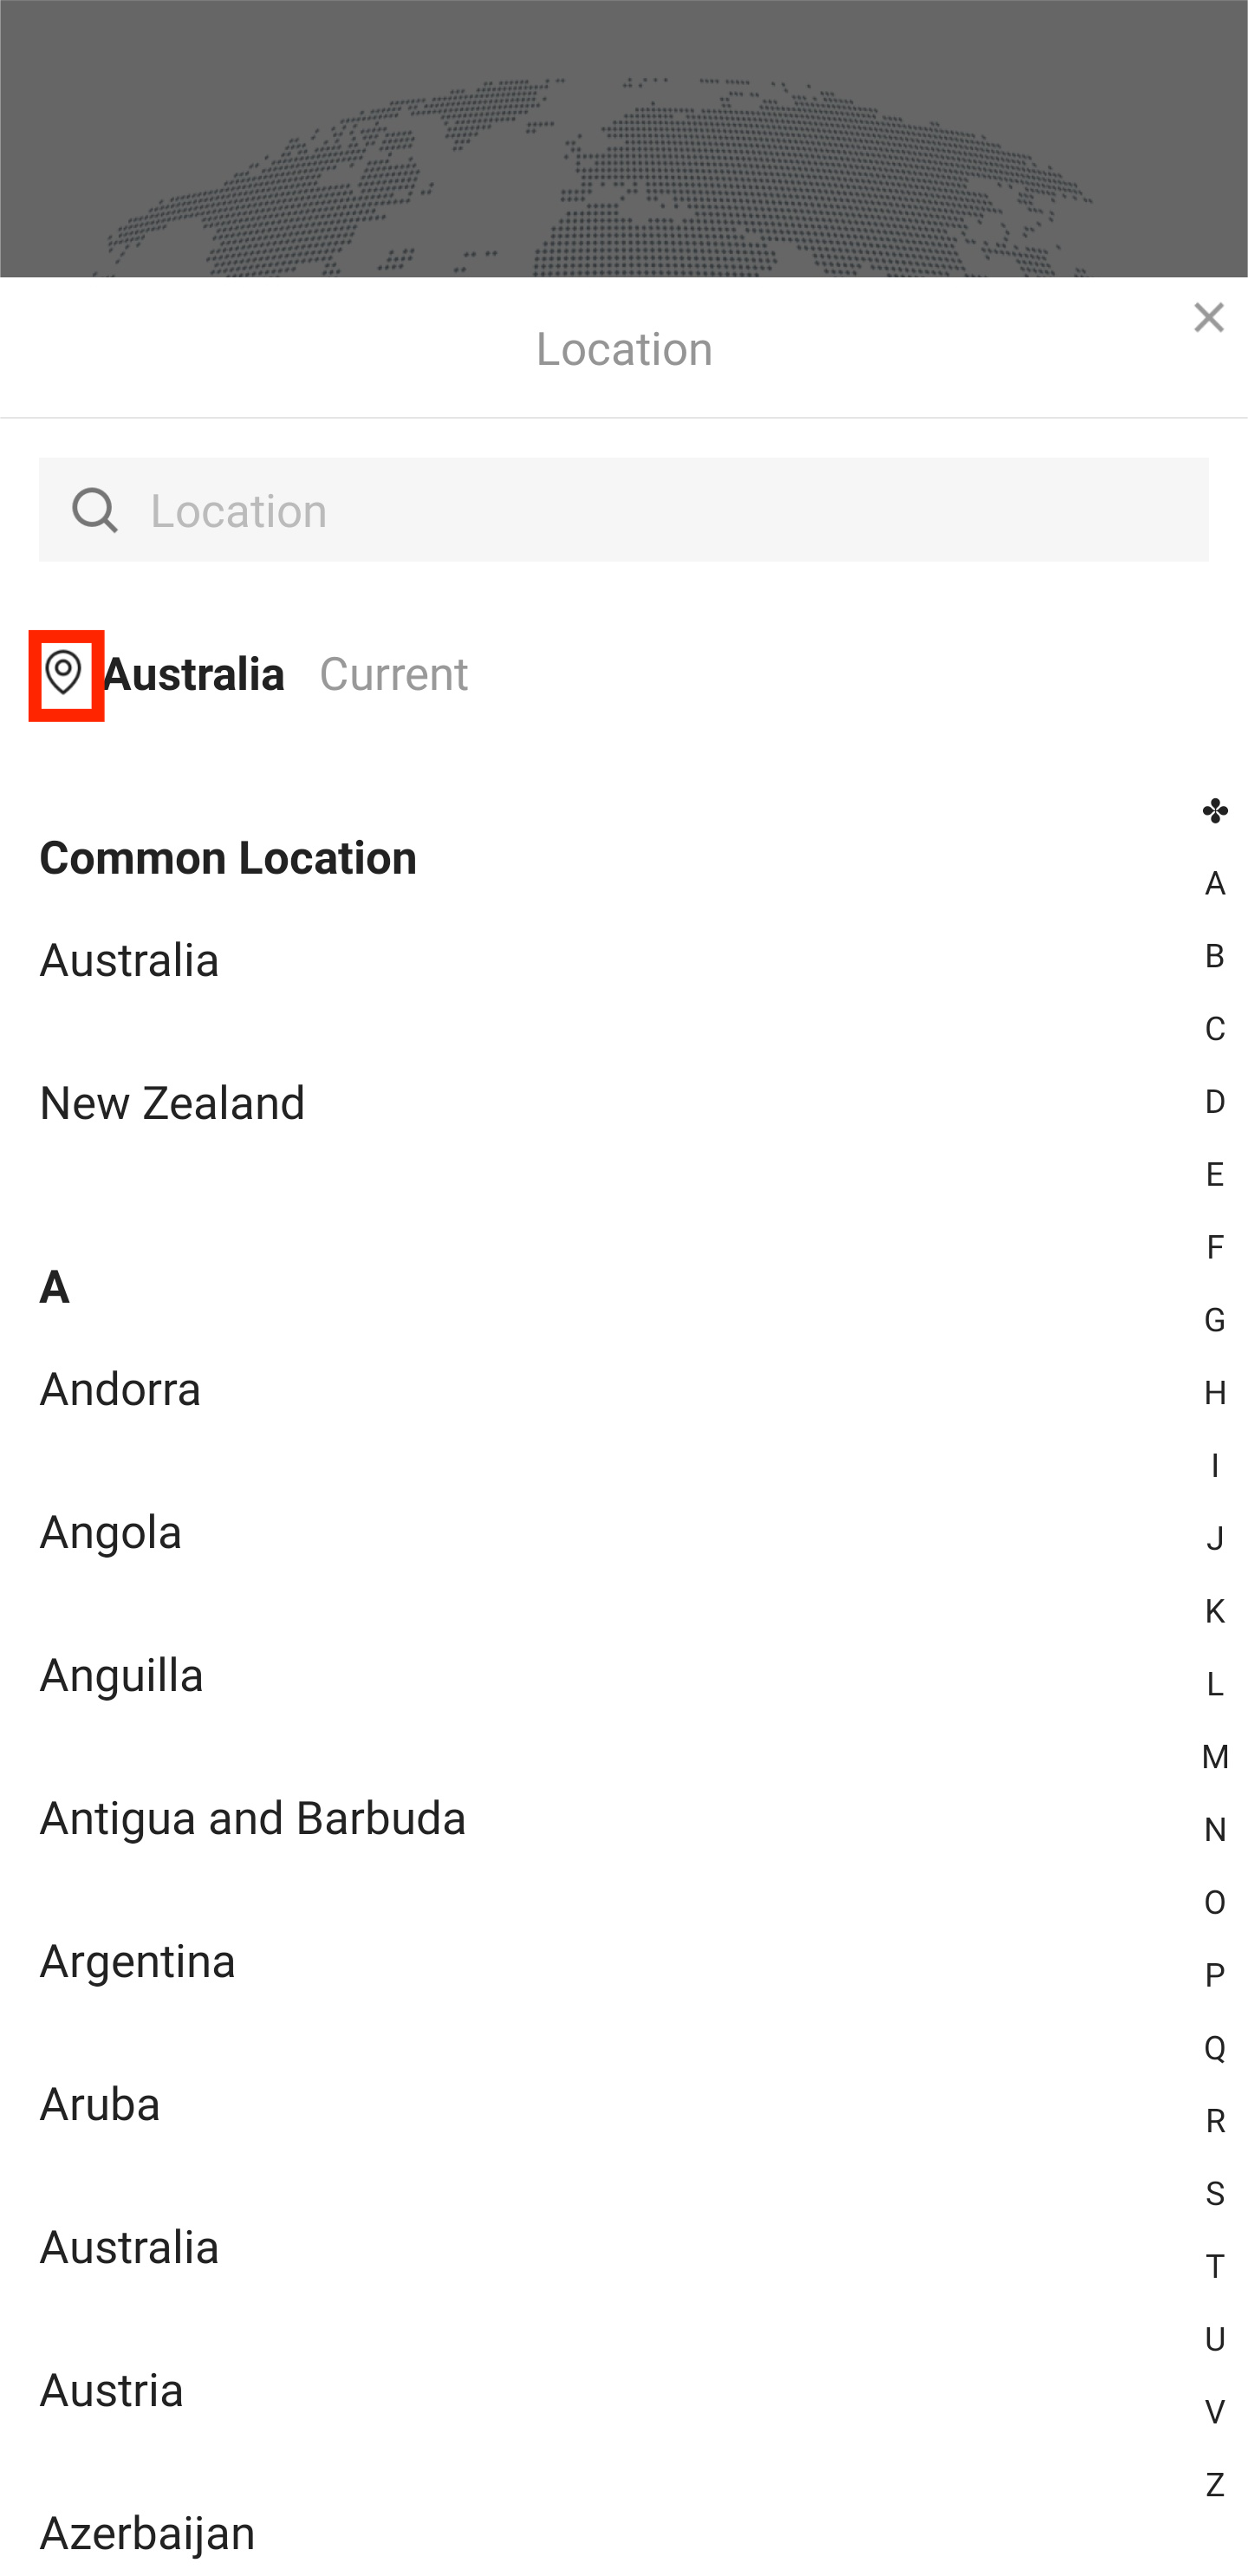 Location
Location
Australia Current
Common Location
Australia
New Zealand
A
Andorra
Angola
Anguilla
Antigua and Barbuda
Argentina
Aruba
Australia
Austria
Azerbaijan
A
B
C
D
E
F
G
H
I
J
K
L
M
N
O
P
Q
R
S
T
U
V
Z